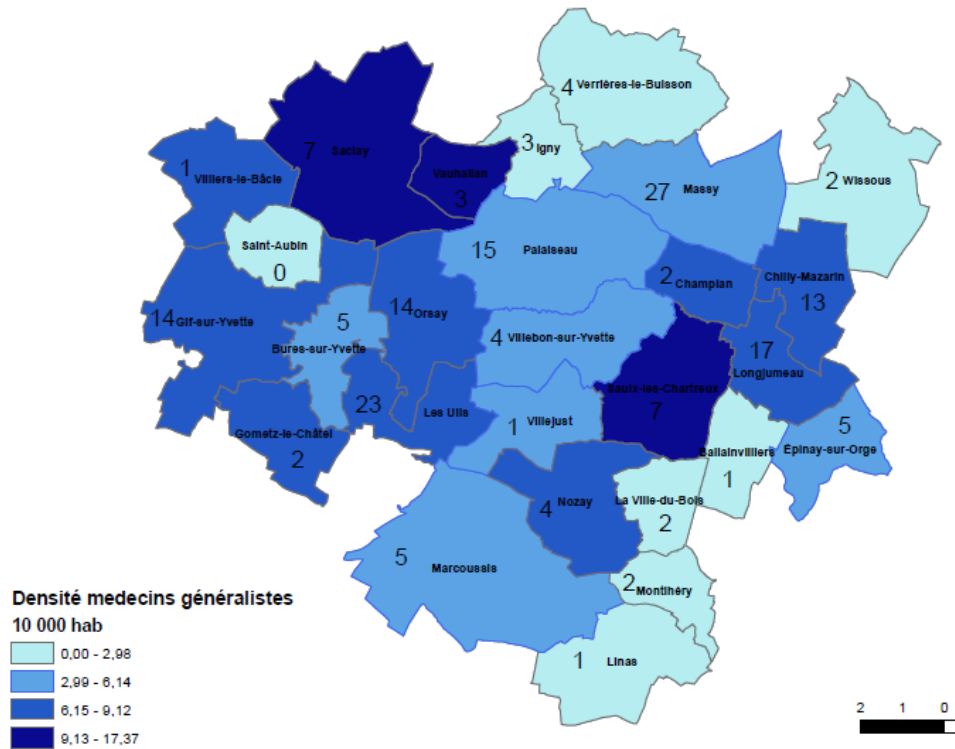 4 Verrières-le-Buisson
3 Igny
7 Saclay
Vauhallan
3
1 Villiers-le-Bâcle
27 Massy
2 Wissous
Saint-Aubin
0
15 Palaiseau
2 Champlan
Chilly-Mazarin
13
14 Gif-sur-Yvette
5
Bures-sur-Yvette
14 Orsay
4 Villebon-sur-Yvette
17
Longjumeau
Saulx-les-Chartreux
7
23
Les Ulis
Gometz-le-Châtel
2
1 Villejust
Ballainvilliers
1
5
Épinay-sur-Orge
4 Nozay
La Ville-du-Bois
2
5 Marcoussis
2 Montlhéry
1 Linas
Densité medecins généralistes
10 000 hab
0,00 - 2,98
2,99 - 6,14
6,15 - 9,12
9,13 - 17,37
2 1 0